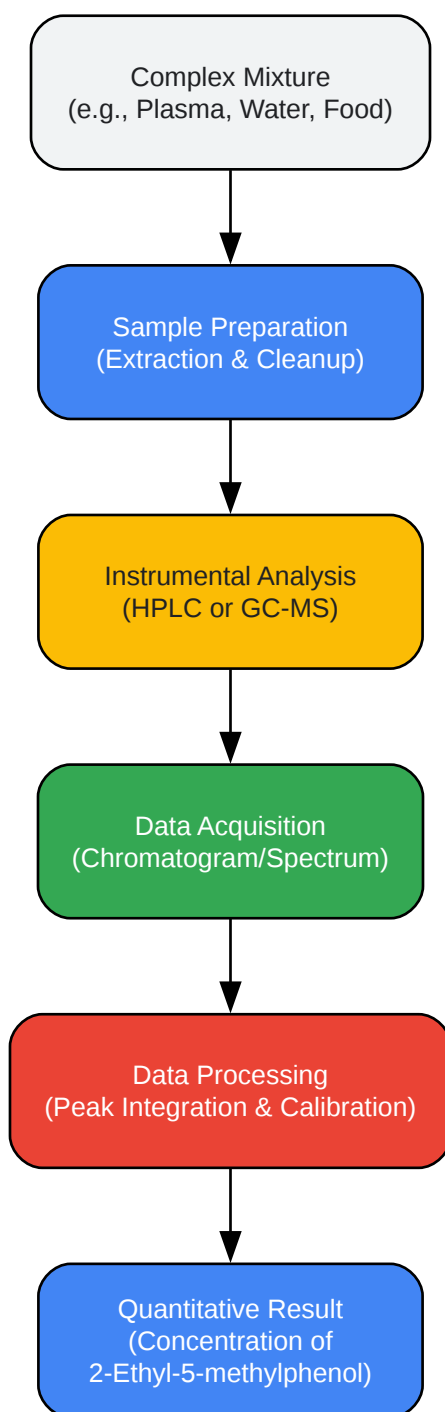 Complex Mixture
(e.g., Plasma, Water, Food)
Sample Preparation
(Extraction & Cleanup)
Instrumental Analysis
(HPLC or GC-MS)
Data Acquisition
(Chromatogram/Spectrum)
Data Processing
(Peak Integration & Calibration)
Quantitative Result
(Concentration of
2-Ethyl-5-methylphenol)